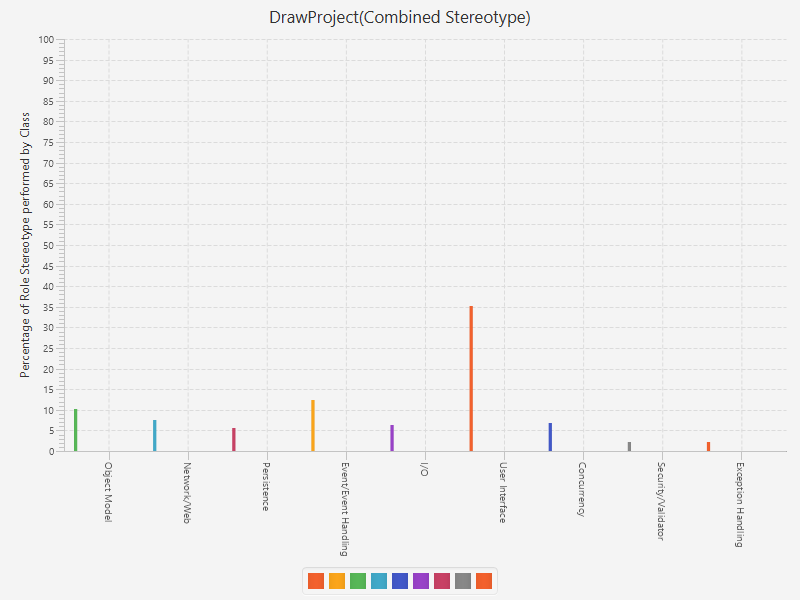 DrawProject(Combined Stereotype)
Percentage of Role Stereotype performed by Class
100
95
90
85
80
75
70
65
60
55
50
45
40
35
30
25
20
15
10
5
0
Object Model
Network/Web
Persistence
Event/Event Handling
I/O
User Interface
Concurrency
Security/Validator
Exception Handling